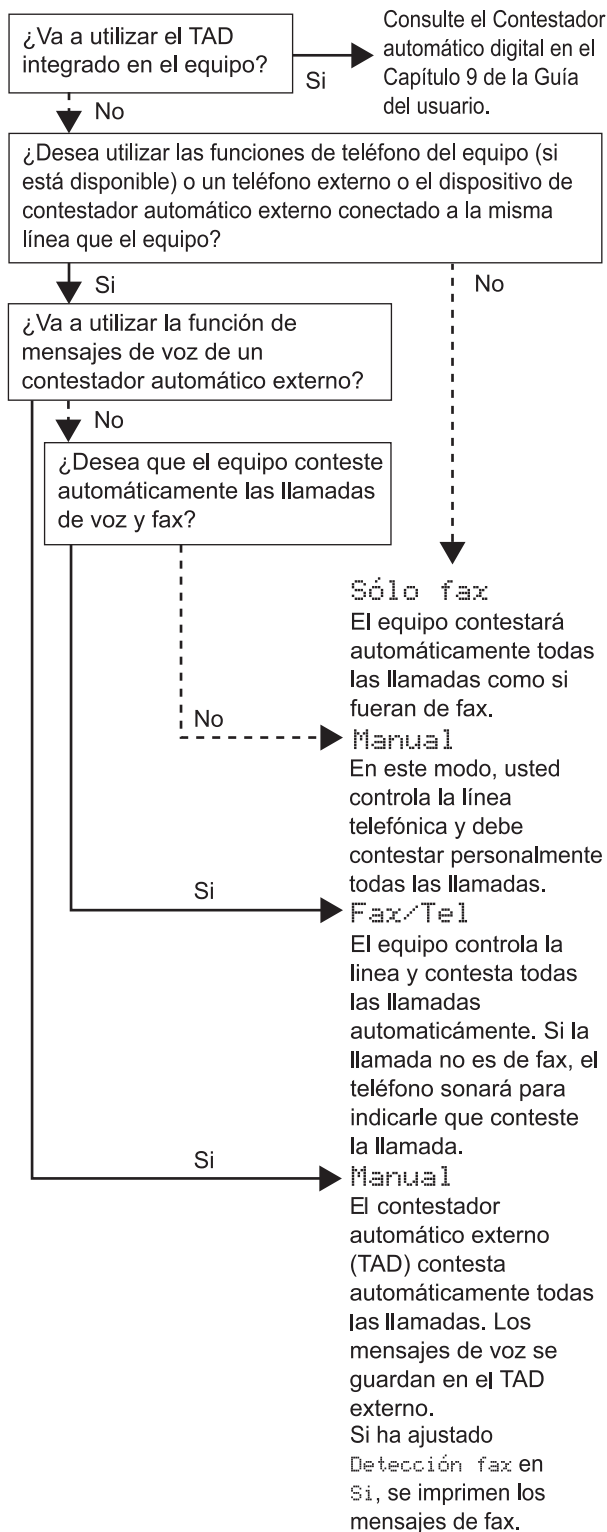 ¿Va a utilizar el TAD
integrado en el equipo?
Si
Consulte el Contestador
automático digital en el
Capítulo 9 de la Guía
del usuario.
No
¿Desea utilizar las funciones de teléfono del equipo (si
está disponible) o un teléfono externo o el dispositivo de
contestador automático externo conectado a la misma
línea que el equipo?
Si
No
¿Va a utilizar la función de
mensajes de voz de un
contestador automático externo?
No
¿Desea que el equipo conteste
automáticamente las llamadas
de voz y fax?
Sólo fax
El equipo contestará
automáticamente todas
las llamadas como si
fueran de fax.
No
Manual
En este modo, usted
controla la línea
telefónica y debe
contestar personalmente
todas las llamadas.
Si
Fax/Tel
El equipo controla la
linea y contesta todas
las llamadas
automaticámente. Si la
llamada no es de fax, el
teléfono sonará para
indicarle que conteste
la llamada.
Si
Manual
El contestador
automático externo
(TAD) contesta
automáticamente todas
las llamadas. Los
mensajes de voz se
guardan en el TAD
externo.
Si ha ajustado
Detección fax en
Si, se imprimen los
mensajes de fax.